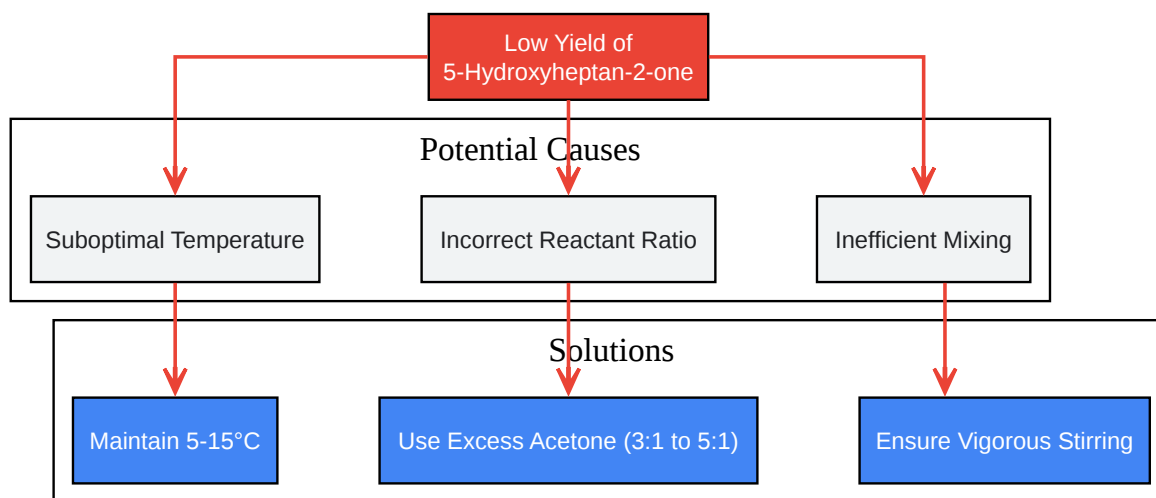 Low Yield of
5-Hydroxyheptan-2-one
Potential Causes
Suboptimal Temperature
Incorrect Reactant Ratio
Inefficient Mixing
Solutions
Maintain 5-15°C
Use Excess Acetone (3:1 to 5:1)
Ensure Vigorous Stirring